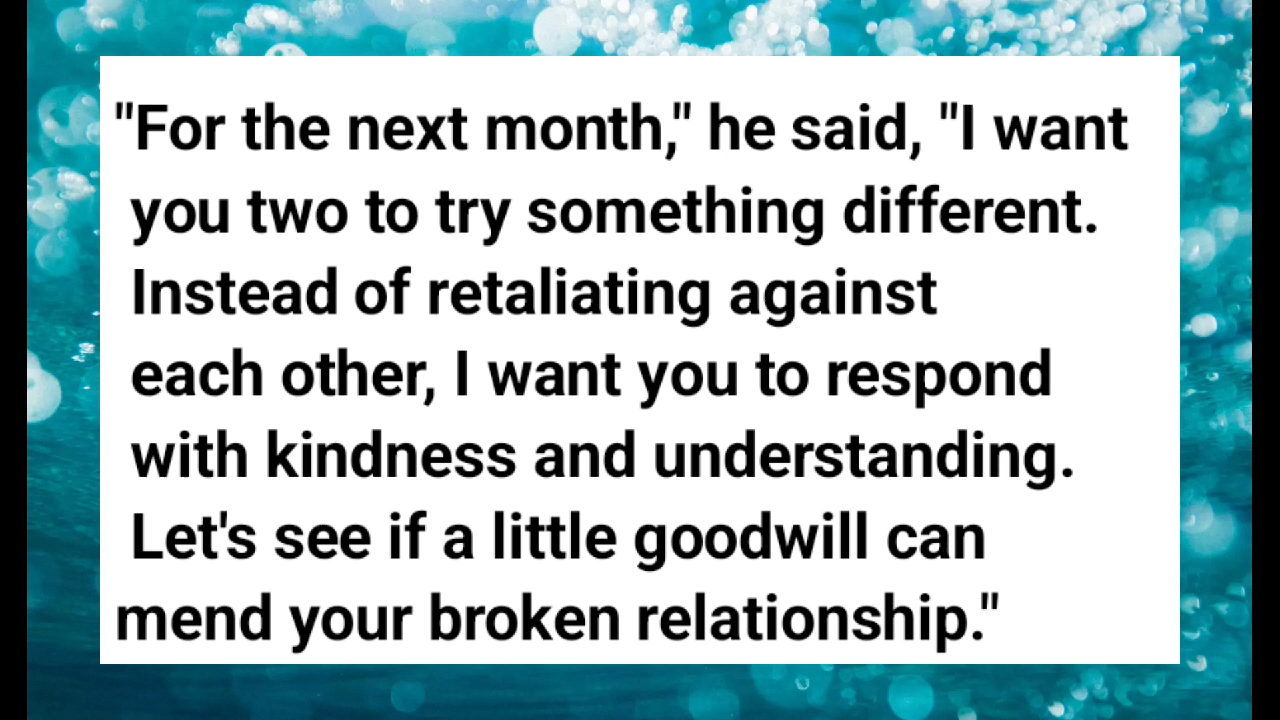 "For the next month," he said, "I want
you two to try something different.
Instead of retaliating against
each other, I want you to respond
with kindness and understanding.
Let's see if a little goodwill can
mend your broken relationship."